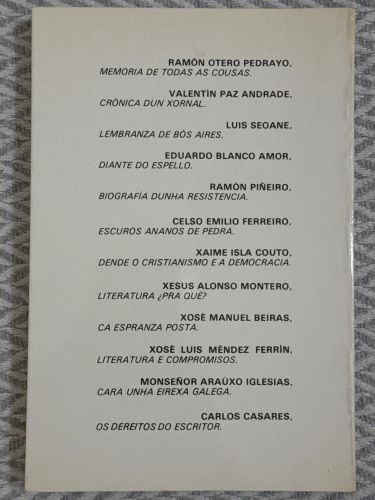 RAMÓN OTERO PEDRAYO,
MEMORIA DE TODAS AS COUSAS.
VALENTÍN PAZ ANDRADE,
CRÓNICA DUN XORNAL.
LUIS SEOANE,
LEMBRANZA DE BÓS AIRES.
EDUARDO BLANCO AMOR,
DIANTE DO ESPELLO.
RAMÓN PIÑEIRO,
BIOGRAFÍA DUNHA RESISTENCIA.
CELSO EMILIO FERREIRO,
ESCUROS ANANOS DE PEDRA.
XAIME ISLA COUTO,
DENDE O CRISTIANISMO E A DEMOCRACIA.
XESUS ALONSO MONTERO,
LITERATURA ¿PRA QUÉ?
XOSÉ MANUEL BEIRAS,
CA ESPRANZA POSTA.
XOSÉ LUIS MÉNDEZ FERRÍN,
LITERATURA E COMPROMISOS.
MONSEÑOR ARAÚXO IGLESIAS,
CARA UNHA EIREXA GALEGA.
CARLOS CASARES,
OS DEREITOS DO ESCRITOR.